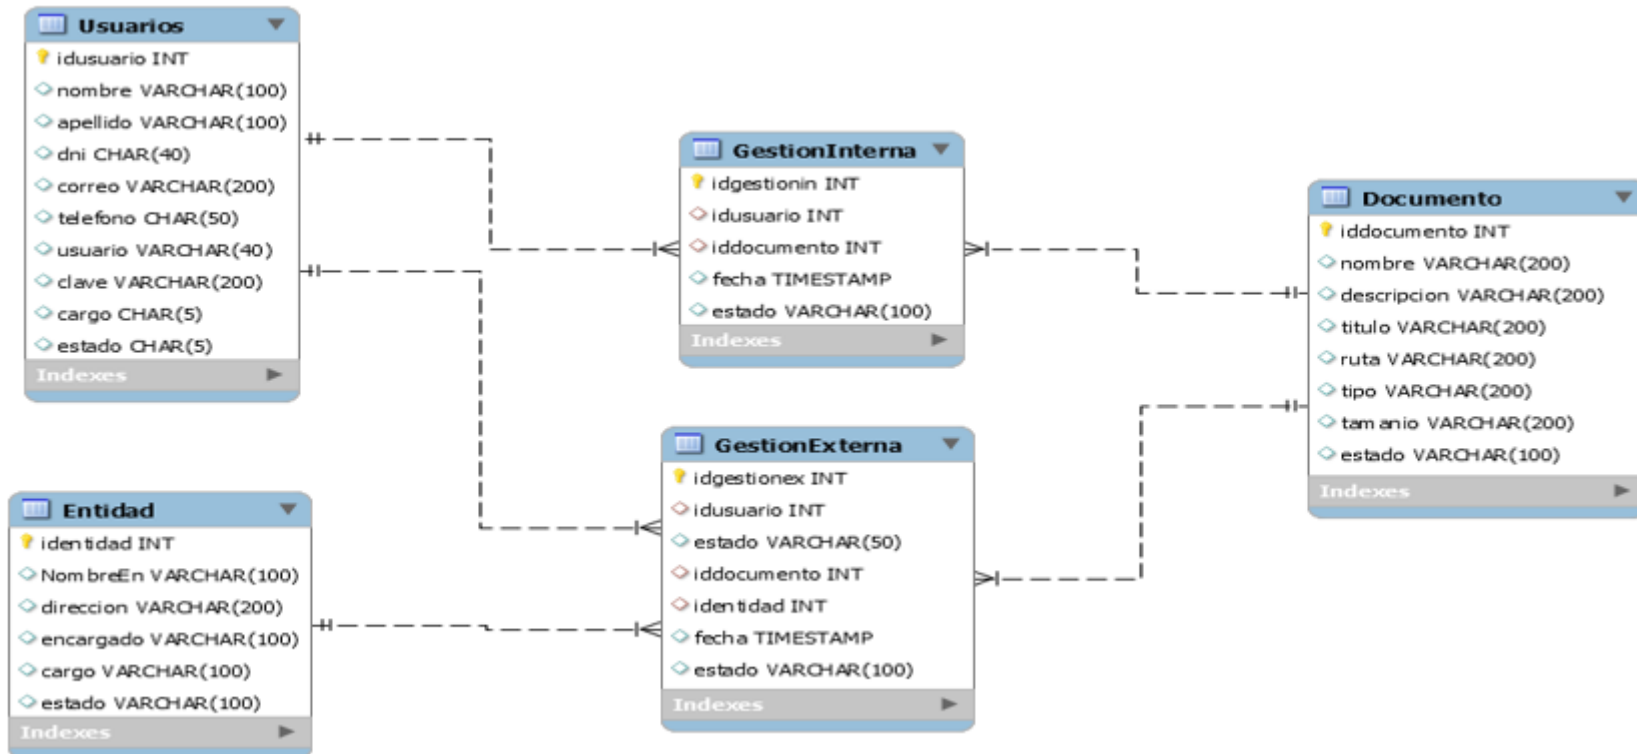 Usuarios
idusuario INT
nombre VARCHAR(100)
apellido VARCHAR(100)
dni CHAR(40)
correo VARCHAR(200)
telefono CHAR(50)
usuario VARCHAR(40)
clave VARCHAR(200)
cargo CHAR(5)
estado CHAR(5)
Indexes
Entidad
identidad INT
NombreEn VARCHAR(100)
direccion VARCHAR(200)
encargado VARCHAR(100)
cargo VARCHAR(100)
estado VARCHAR(100)
Indexes
GestionInterna
idgestionin INT
idusuario INT
iddocumento INT
fecha TIMESTAMP
estado VARCHAR(100)
Indexes
GestionExterna
idgestionex INT
idusuario INT
estado VARCHAR(50)
iddocumento INT
identidad INT
fecha TIMESTAMP
estado VARCHAR(100)
Indexes
Documento
iddocumento INT
nombre VARCHAR(200)
descripcion VARCHAR(200)
titulo VARCHAR(200)
ruta VARCHAR(200)
tipo VARCHAR(200)
tamanio VARCHAR(200)
estado VARCHAR(100)
Indexes